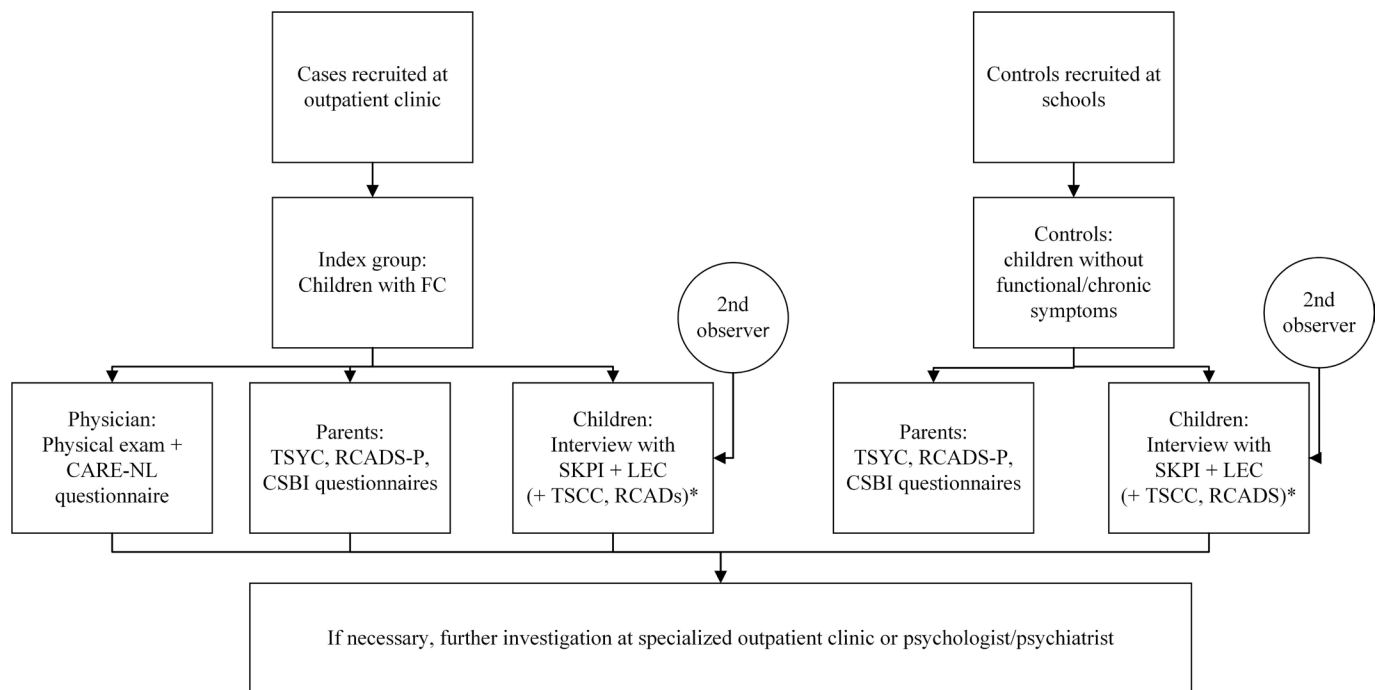 Cases recruited at
outpatient clinic
Controls recruited at
schools
Index group:
Children with FC
Controls:
children without
functional/chronic
symptoms
2nd
observer
2nd
observer
Physician:
Physical exam +
CARE-NL
questionnaire
Parents:
TSYC, RCADS-P,
CSBI questionnaires
Children:
Interview with
SKPI + LEC
(+ TSCC, RCADs)*
Parents:
TSYC, RCADS-P,
CSBI questionnaires
Children:
Interview with
SKPI + LEC
(+ TSCC, RCADS)*
If necessary, further investigation at specialized outpatient clinic or psychologist/psychiatrist